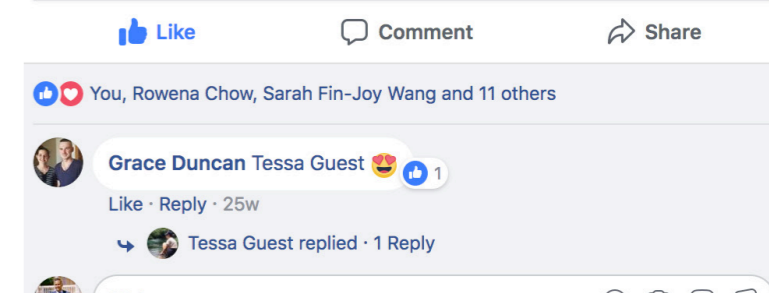 Like Comment Share
You, Rowena Chow, Sarah Fin-Joy Wang and 11 others
Grace Duncan Tessa Guest 😍 1
Like · Reply · 25w
Tessa Guest replied · 1 Reply